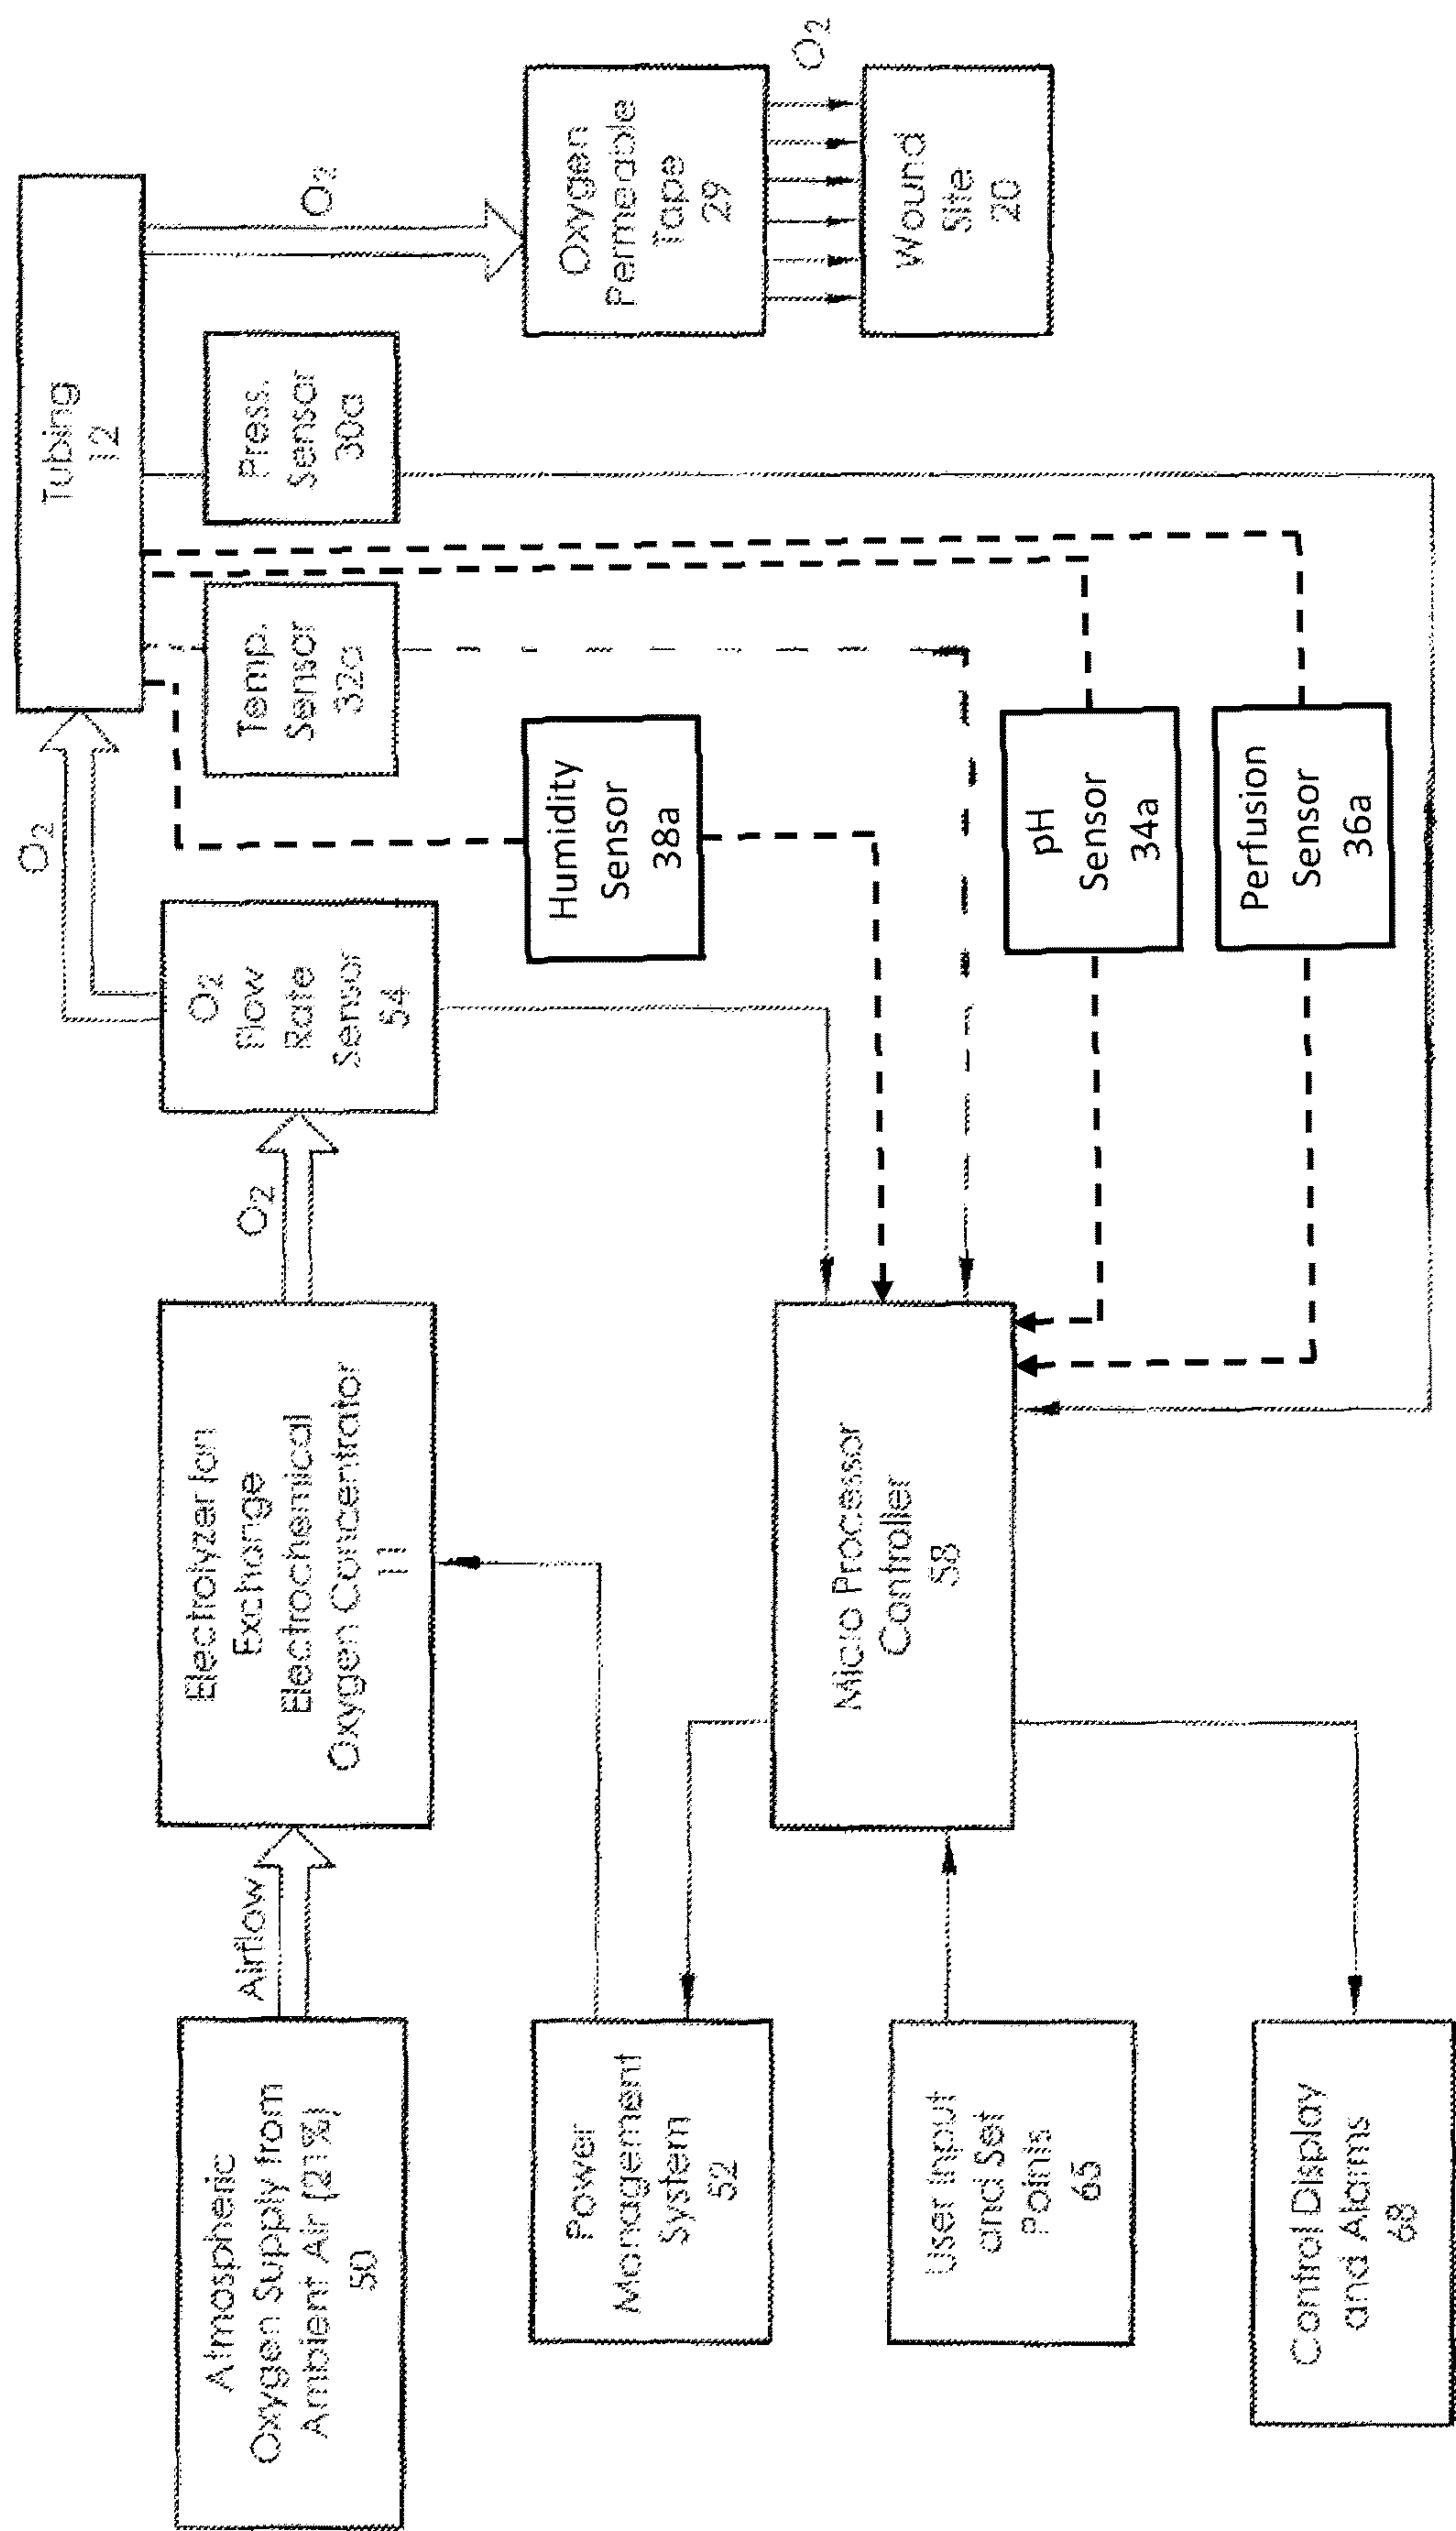 Atmospheric
Oxygen Supply from
Ambient Air (21%)
50
Airflow
Electrolyzer Ion
Exchange
Electrochemical
Oxygen Concentrator
11
O2
O2
Flow
Rate
Sensor
54
O2
Tubing
12
Temp.
Sensor
32a
Press.
Sensor
30a
O2
Oxygen
Permeable
Tape
29
O2
Wound
Site
20
Humidity
Sensor
38a
pH
Sensor
34a
Perfusion
Sensor
36a
Power
Management
System
52
Micro Processor
Controller
58
User Input
and Set
Points
65
Control Display
and Alarms
68